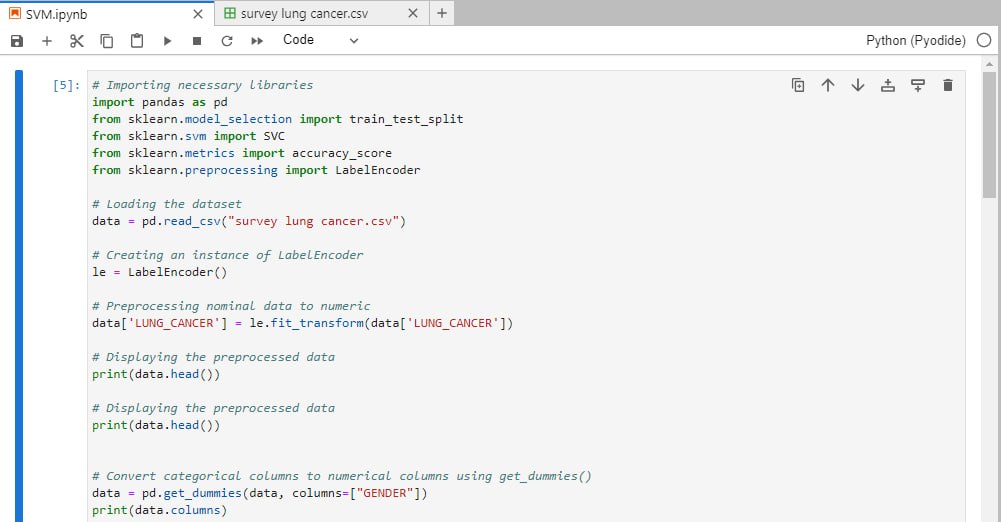 SVM.ipynb
survey lung cancer.csv
Code
Python (Pyodide)
[5]:
# Importing necessary libraries
import pandas as pd
from sklearn.model_selection import train_test_split
from sklearn.svm import SVC
from sklearn.metrics import accuracy_score
from sklearn.preprocessing import LabelEncoder
# Loading the dataset
data = pd.read_csv("survey lung cancer.csv")
# Creating an instance of LabelEncoder
le = LabelEncoder()
# Preprocessing nominal data to numeric
data['LUNG_CANCER'] = le.fit_transform(data['LUNG_CANCER'])
# Displaying the preprocessed data
print(data.head())
# Displaying the preprocessed data
print(data.head())
# Convert categorical columns to numerical columns using get_dummies()
data = pd.get_dummies(data, columns=["GENDER"])
print(data.columns)